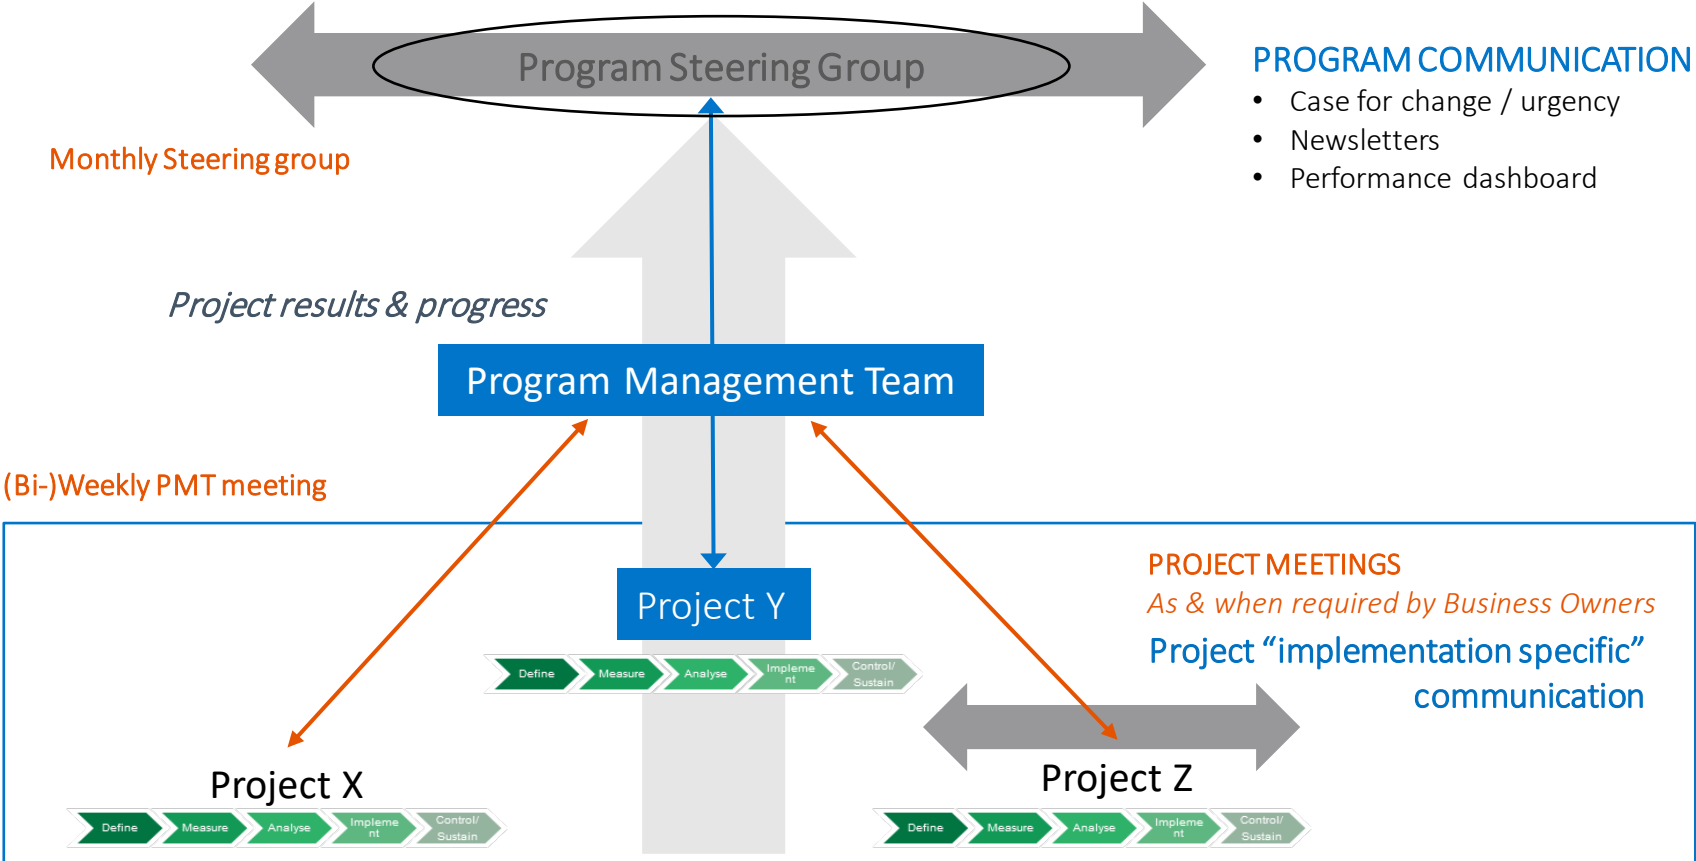 Program Steering Group
PROGRAM COMMUNICATION
• Case for change / urgency
• Newsletters
• Performance dashboard
Monthly Steering group
Project results & progress
Program Management Team
(Bi-)Weekly PMT meeting
PROJECT MEETINGS
As & when required by Business Owners
Project “implementation specific”
communication
Project Y
Define
Measure
Analyse
Impleme
nt
Control/
Sustain
Project X
Define
Measure
Analyse
Impleme
nt
Control/
Sustain
Project Z
Define
Measure
Analyse
Impleme
nt
Control/
Sustain